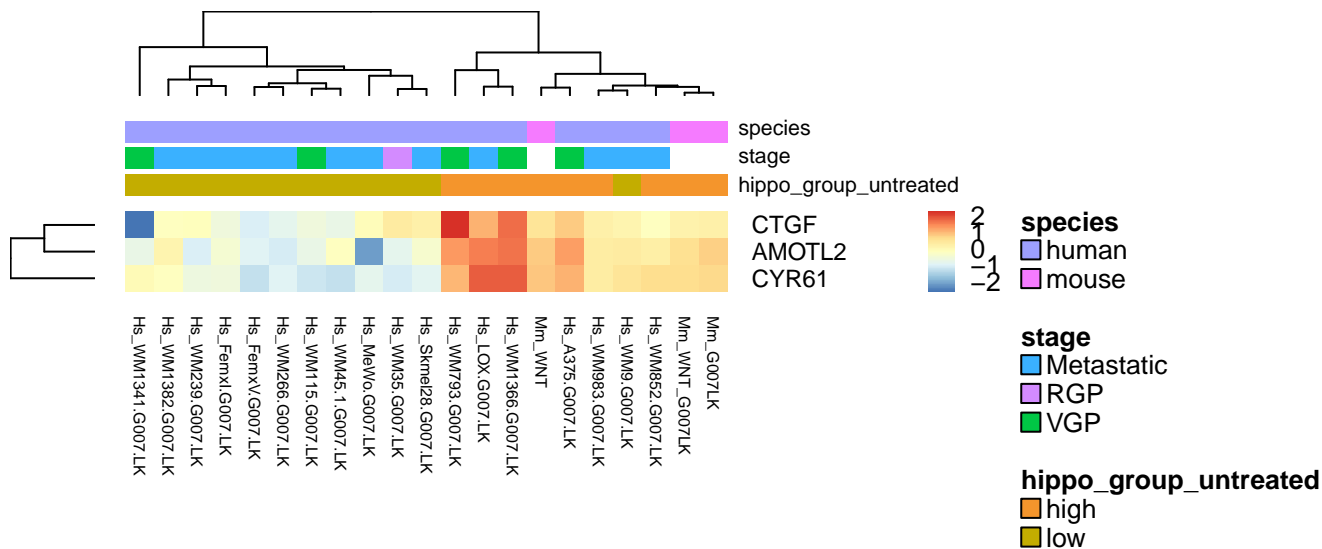 species
stage
hippo_group_untreated
CTGF
AMOTL2
CYR61
2
1
0
−1
−2
Hs_WM1341.G007.LK
Hs_WM1382.G007.LK
Hs_WM239.G007.LK
Hs_FemxI.G007.LK
Hs_FemxV.G007.LK
Hs_WM266.G007.LK
Hs_WM115.G007.LK
Hs_WM45.1.G007.LK
Hs_MeWo.G007.LK
Hs_WM35.G007.LK
Hs_Skmel28.G007.LK
Hs_WM793.G007.LK
Hs_LOX.G007.LK
Hs_WM1366.G007.LK
Mm_WNT
Hs_A375.G007.LK
Hs_WM983.G007.LK
Hs_WM9.G007.LK
Hs_WM852.G007.LK
Mm_WNT_G007LK
Mm_G007LK
species
human
mouse
stage
Metastatic
RGP
VGP
hippo_group_untreated
high
low